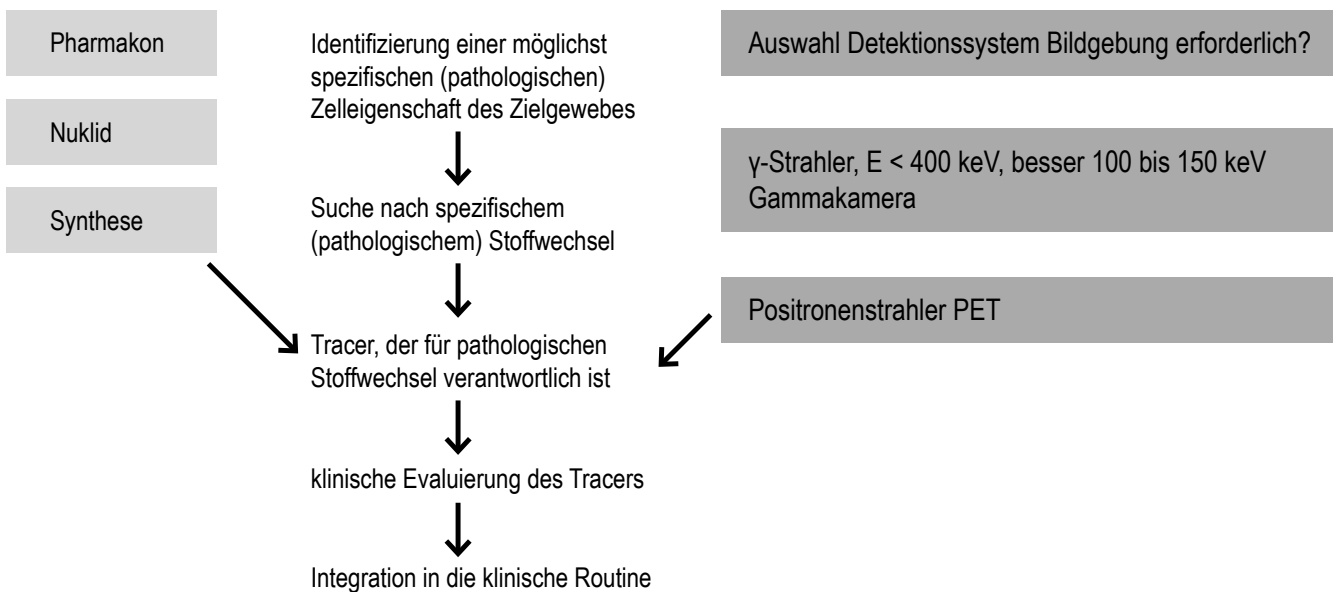 Pharmakon
Nuklid
Synthese
Identifizierung einer möglichst
spezifischen (pathologischen)
Zelleigenschaft des Zielgewebes
Suche nach spezifischem
(pathologischem) Stoffwechsel
Tracer, der für pathologischen
Stoffwechsel verantwortlich ist
klinische Evaluierung des Tracers
Integration in die klinische Routine
Auswahl Detektionssystem Bildgebung erforderlich?
γ-Strahler, E < 400 keV, besser 100 bis 150 keV
Gammakamera
Positronenstrahler PET